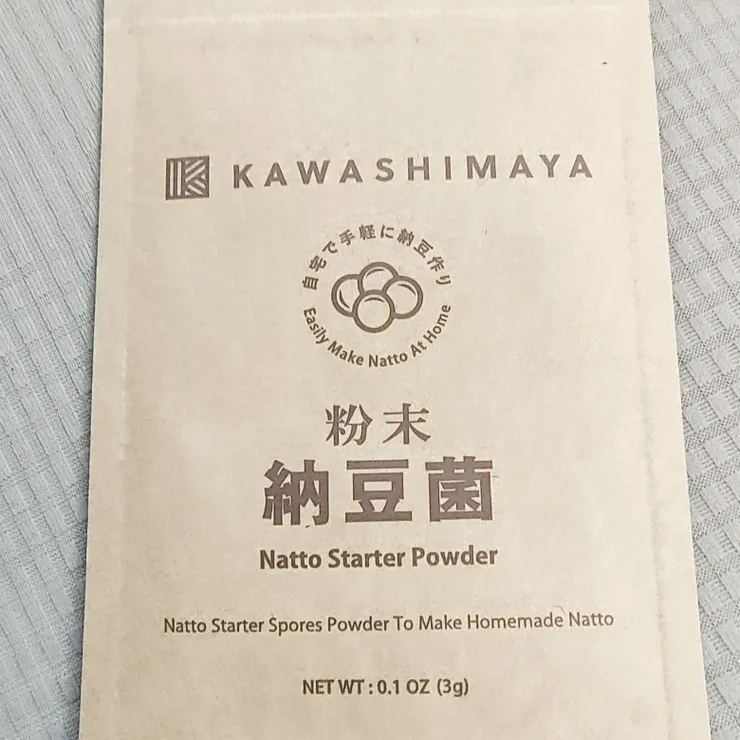 KAWASHIMAYA
自宅で手軽に納豆作り
Easily Make Natto At Home
粉末
納豆菌
Natto Starter Powder
Natto Starter Spores Powder To Make Homemade Natto
NET WT : 0.1 OZ (3g)